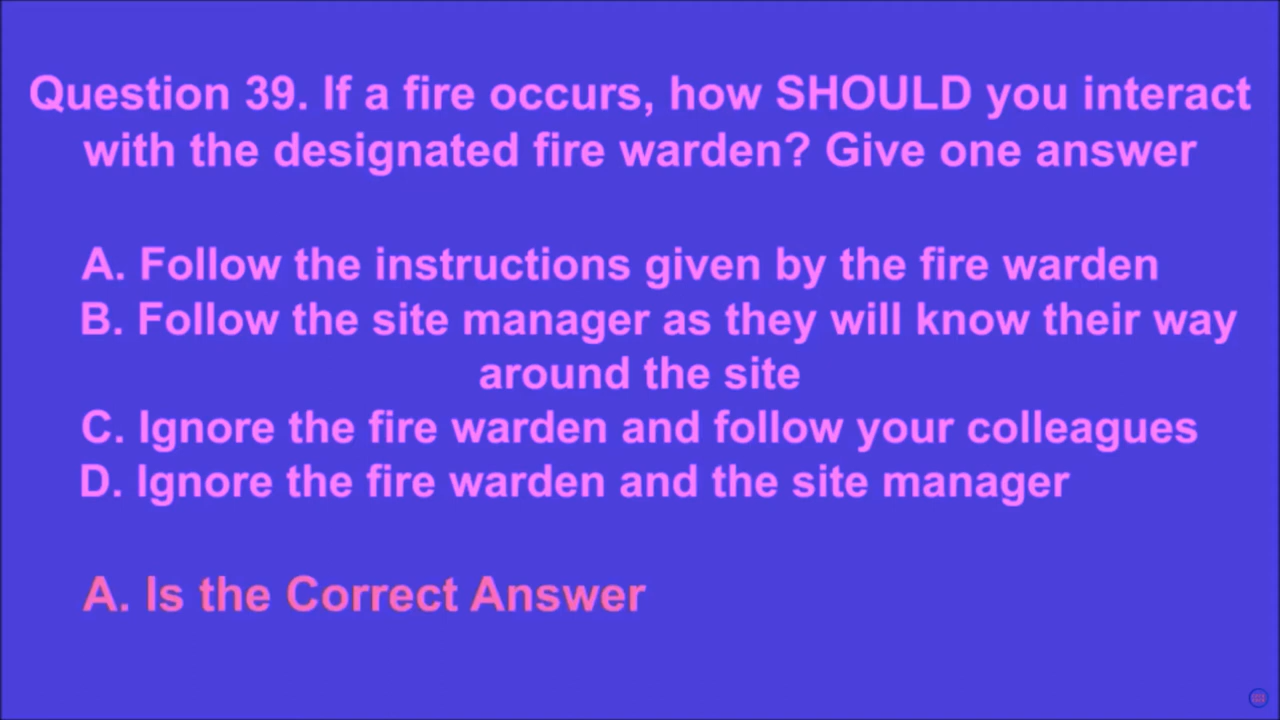 Question 39. If a fire occurs, how SHOULD you interact
with the designated fire warden? Give one answer
A. Follow the instructions given by the fire warden
B. Follow the site manager as they will know their way
around the site
C. Ignore the fire warden and follow your colleagues
D. Ignore the fire warden and the site manager
A. Is the Correct Answer